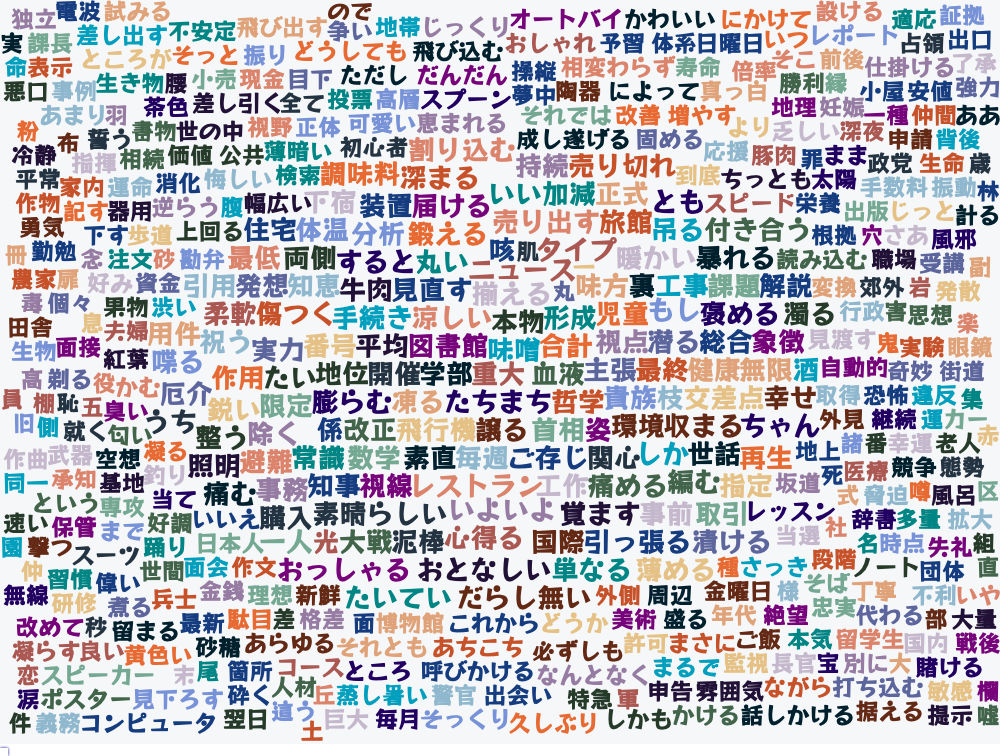 独立 電波 試みる ので オートバイ かわいい にかけて 設ける 適応 証拠
実 課長 差し出す 不安定 飛び出す 争い 地帯 じっくり おしゃれ 予習 体系 日曜日 いつ レポート 占領 出口
命 表示 ところが そっと 振り どうしても 飛び込む 操縦 相変わらず 寿命 倍率 そこ 前後 仕掛ける 了承
悪口 事例 生き物 腰 小売 現金 目下 ただし だんだん 夢中 陶器 によって 真っ白 勝利 縁 小屋 安値 強力
あまり 羽 茶色 差し引く 全て 投票 高層 スプーン それでは 改善 増やす 地理 妊娠 一種 仲間 ああ
粉 布 誓う 書物 世の中 視野 正体 可愛い 恵まれる 成し遂げる 固める より 乏しい 深夜 申請 背後
冷静 指揮 相続 価値 公共 薄暗い 初心者 割り込む 持続 売り切れ 応援 豚肉 罪 まま 政党 生命 歳
平常 家内 運命 消化 悔しい 検索 調味料 深まる 到底 ちっとも 太陽 手数料 振動 林
作物 記す 器用 逆らう 腹 幅広い 下宿 装置 届ける いい加減 正式 とも スピード 栄養 出版 じっと 計る
勇気 下す 歩道 上回る 住宅 体温 分析 鍛える 売り出す 旅館 吊る 付き合う 根拠 穴 さあ 風邪
冊 勤勉 念 注文 砂 勘弁 最低 両側 すると 丸い 咳 肌 タイプ 暖かい 暴れる 読み込む 職場 受講 副
農家 扉 好み 資金 引用 発想 知恵 牛肉 見直す ニュース 揃える 丸 味方 裏 工事 課題 解説 変換 郊外 岩 発散
毒 個々 果物 渋い 柔軟 傷つく 手続き 涼しい 本物 形成 児童 もし 褒める 濁る 行政 書 思想 楽
田舎 息 夫婦 用件 祝う 実力 番号 平均 図書館 味噌 合計 視点 潜る 総合 象徴 見渡す 鬼 実験 眼鏡
生物 面接 紅葉 喋る 作用 たい 地位 開催 学部 重大 血液 主張 最終 健康 無限 酒 自動的 奇妙 街道
員 高 剃る 役かむ 厄介 鋭い 限定 膨らむ 凍る たちまち 哲学 貴族 枝 交差点 幸せ 取得 恐怖 違反 集
棚 恥 五 臭い うち
旧 側 就く 匂い 整う 除く 係 改正 飛行機 譲る 首相 姿 環境 収まる ちゃん 外見 継続 運 カー 赤
作曲 武器 空想 凝る 照明 避難 常識 数学 素直 毎週 ご存じ 関心 しか 世話 再生 地上 諸 番 幸運 老人
同一 承知 基地 釣り 当て 痛む 事務 知事 視線 レストラン 工作 痛める 編む 指定 坂道 死 医療 競争 態勢
という 専攻 式 脅迫 噂 風呂 区
速い 保管 まで 好調 いいえ 購入 素晴らしい いよいよ 覚ます 事前 取引 レッスン 社 辞書 多量 拡大
園 撃つ スーツ 踊り 日本人 一人 光 大戦 泥棒 心得る 国際 引っ張る 漬ける 当選 名 時点 失礼 組
仲 習慣 偉い 世間 面会 作文 おっしゃる おとなしい 単なる 薄める 種 さっき 段階 ノート 団体 直
無線 研修 煮る 兵士 金銭 理想 新鮮 たいてい だらし無い 外側 周辺 金曜日 様 そば 丁寧 不利 いや
改めて 秒 留まる 最新 駄目 差 格差 面 博物館 これから どうか 美術 盛る 年代 絶望 忠実 代わる 部 大量
凝らす 良い 黄色い 砂糖 あらゆる それとも あちこち 必ずしも 許可 まさに ご飯 本気 留学生 国内 戦後
恋 スピーカー 末 尾 箇所 コース ところ 呼びかける なんとなく まるで 監視 長官 宝 別に 大 賭ける
涙 ポスター 見下ろす 砕く 人材 丘 蒸し暑い 警官 出会い 特急 軍 申告 雰囲気 ながら 打ち込む 敏感 欄
件 義務 コンピュータ 翌日 違う 土 巨大 毎月 そっくり 久しぶり しかも かける 話しかける 据える 提示 嘘